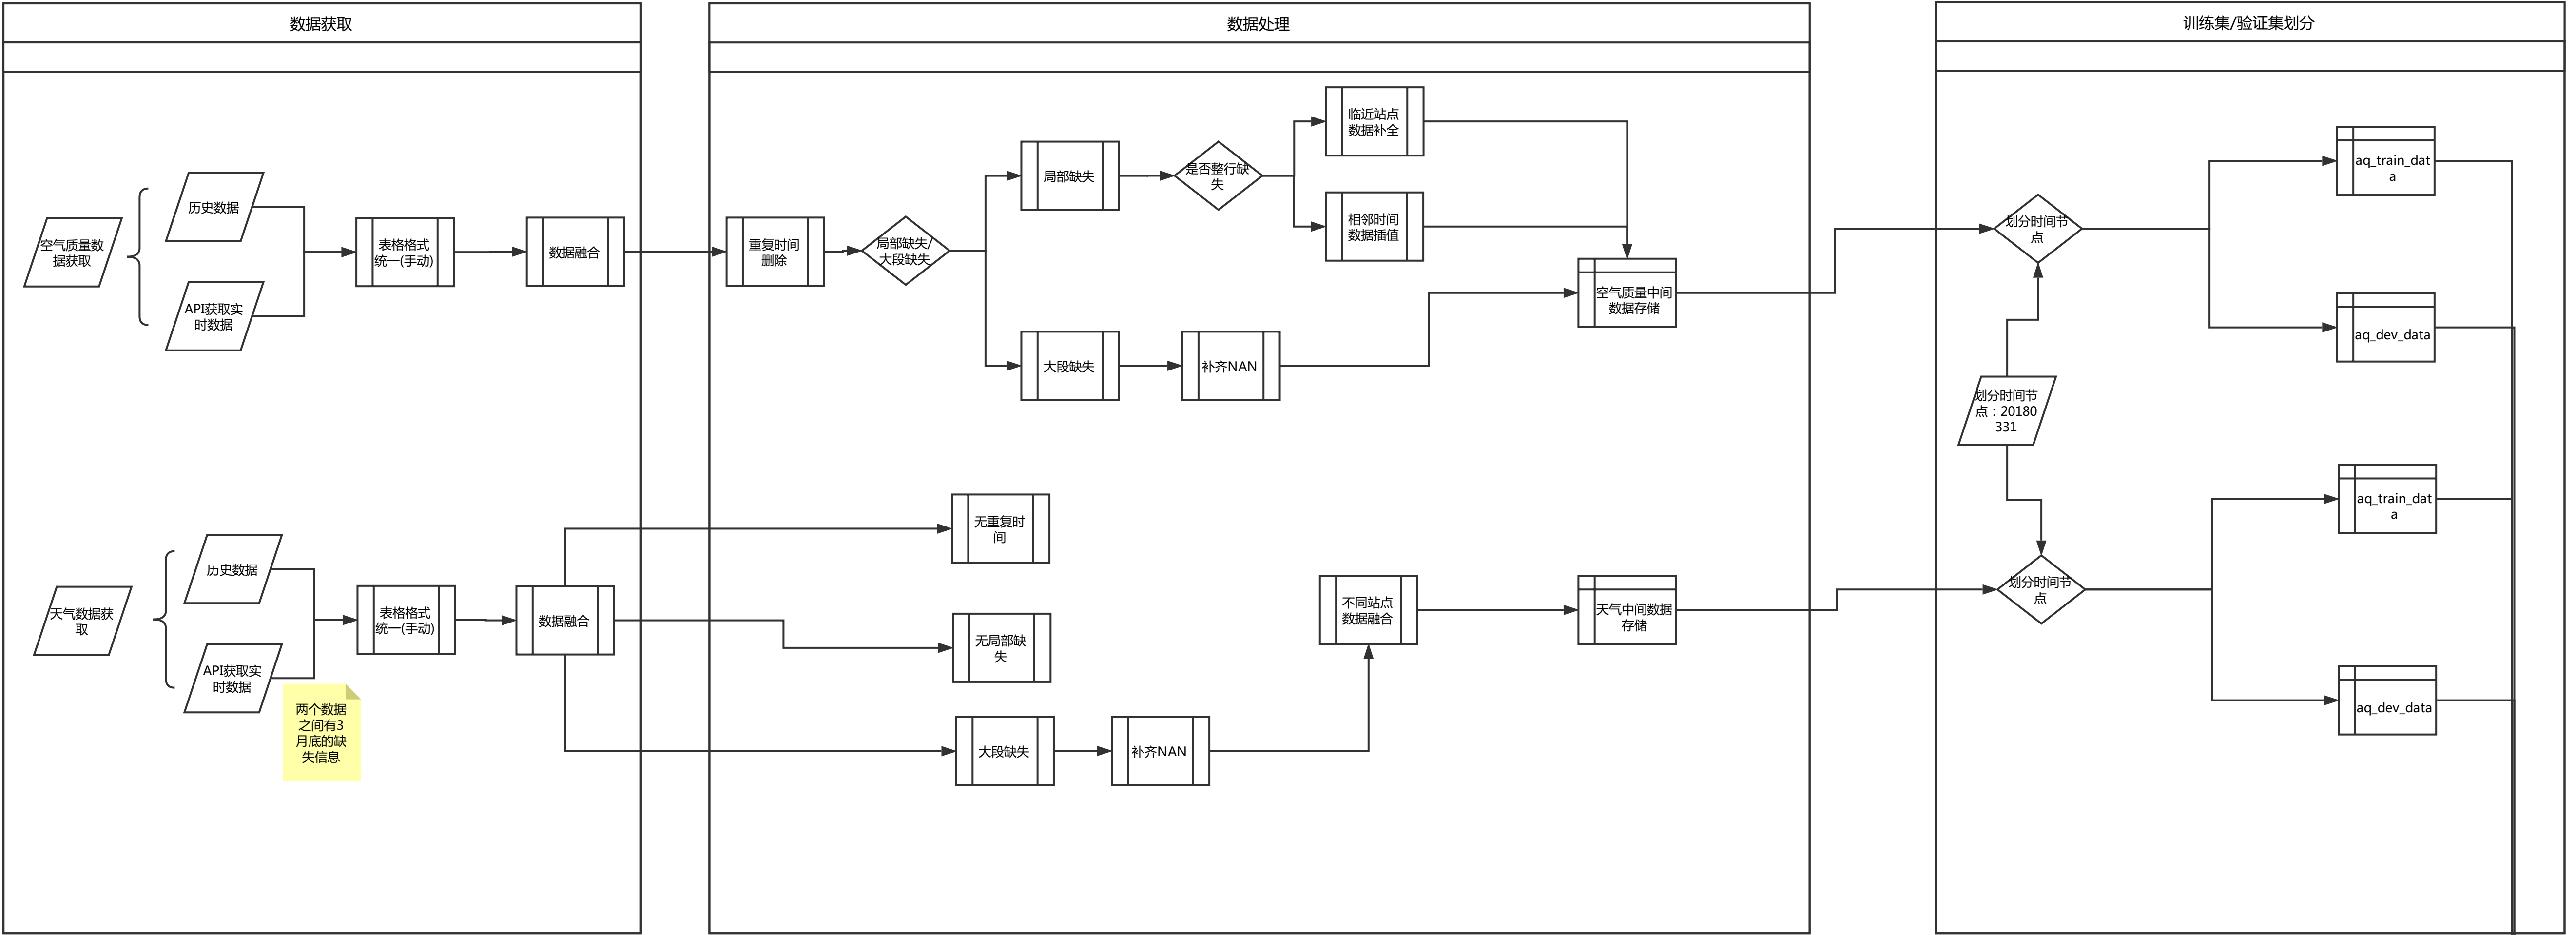 数据获取
空气质量数
据获取
历史数据
API获取实
时数据
表格格式
统一(手动)
数据融合
天气数据获
取
历史数据
API获取实
时数据
两个数据
之间有3
月底的缺
失信息
表格格式
统一(手动)
数据融合
数据处理
重复时间
删除
局部缺失/
大段缺失
局部缺失
是否整行缺
失
临近站点
数据补全
相邻时间
数据插值
大段缺失
补齐NAN
空气质量中间
数据存储
无重复时
间
无局部缺
失
大段缺失
补齐NAN
不同站点
数据融合
天气中间数据
存储
训练集/验证集划分
划分时间节
点
aq_train_dat
a
aq_dev_data
划分时间节
点：20180
331
划分时间节
点
aq_train_dat
a
aq_dev_data